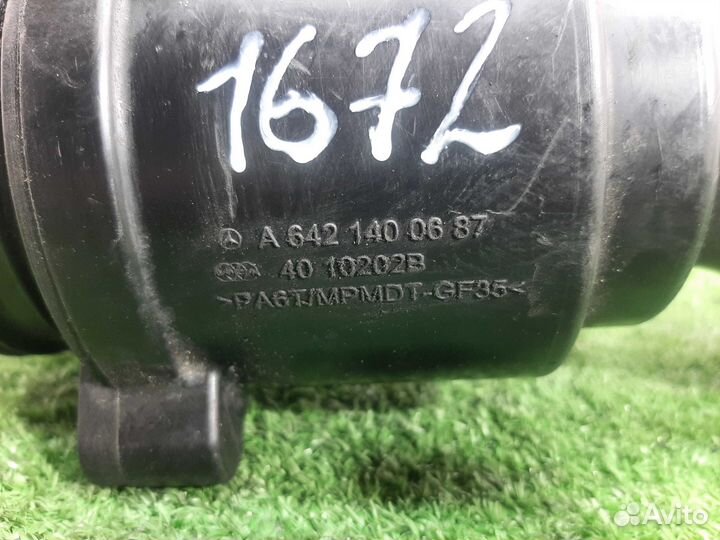 1672
A 642 140 06 87
40 10202B
>PA6T/MPMDT-GF35<
Avito